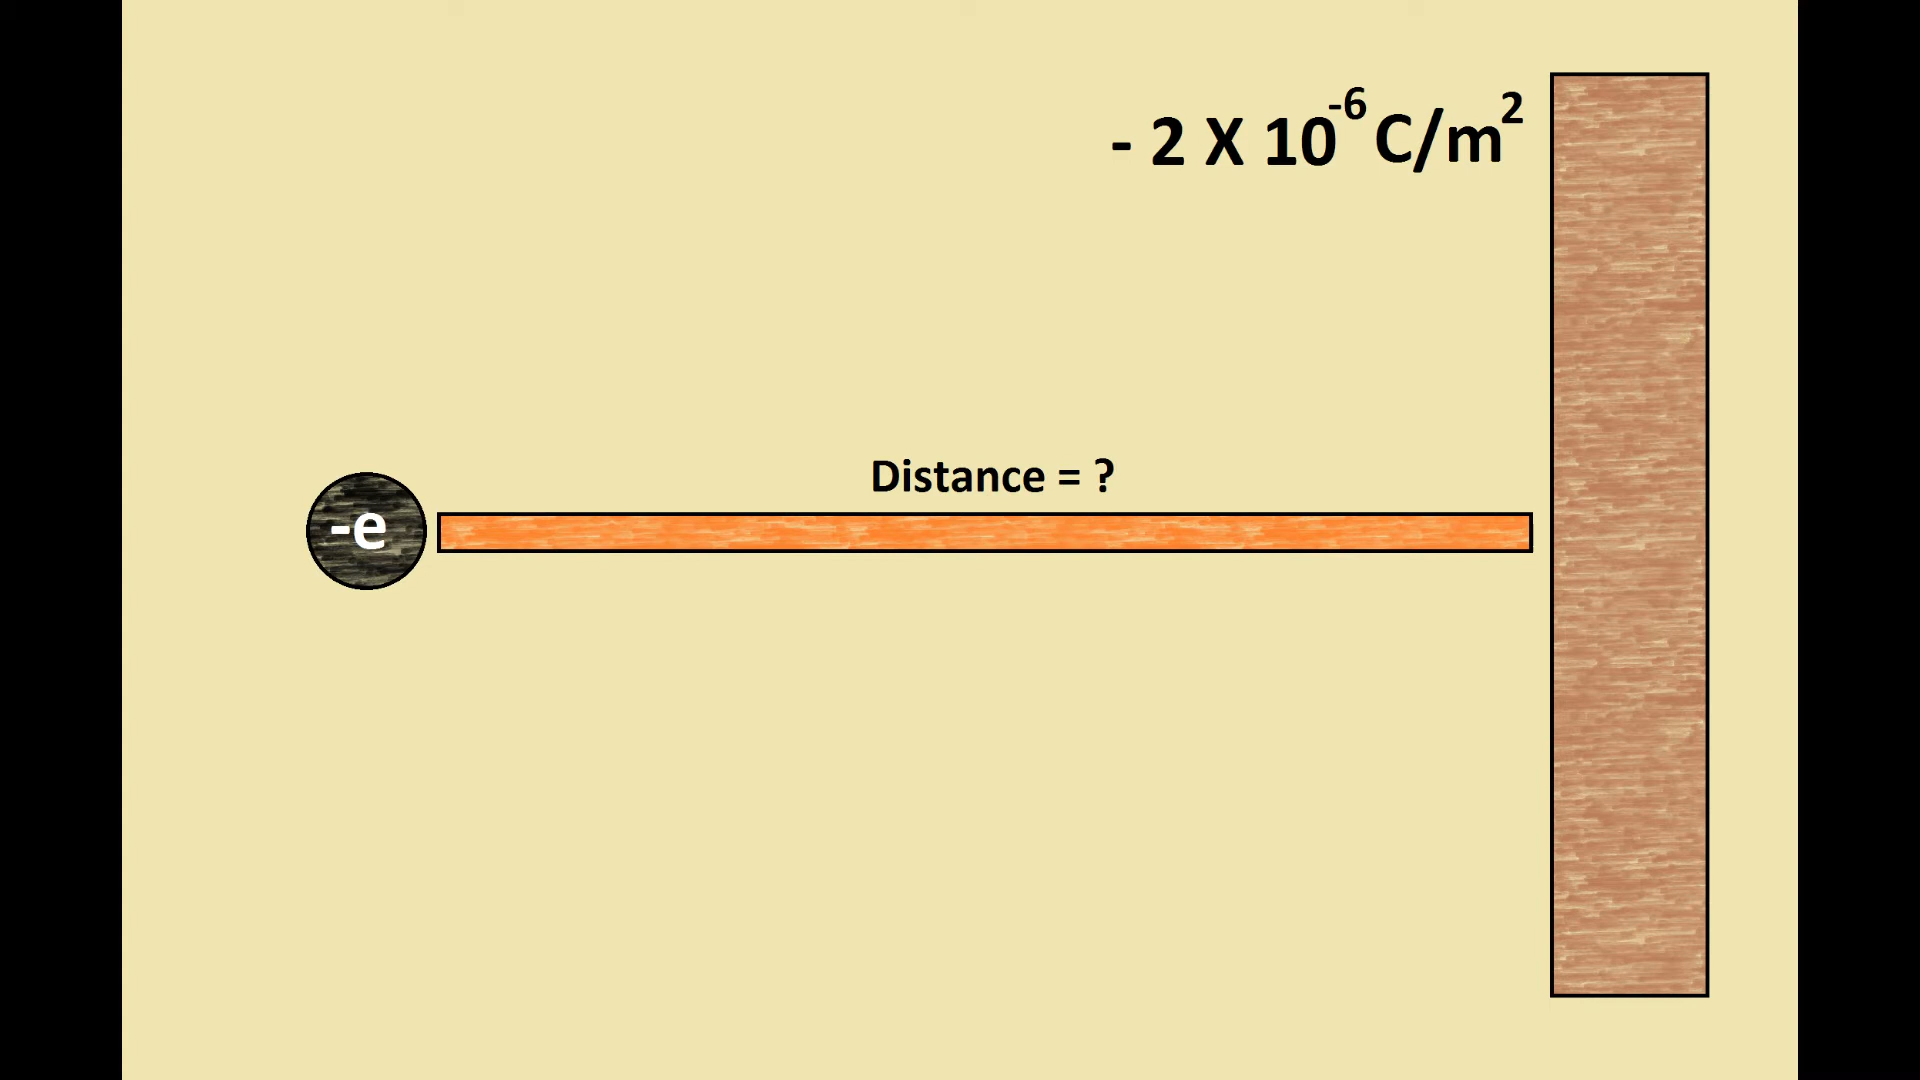 - 2 X 10⁻⁶ C/m²
Distance = ?
-e